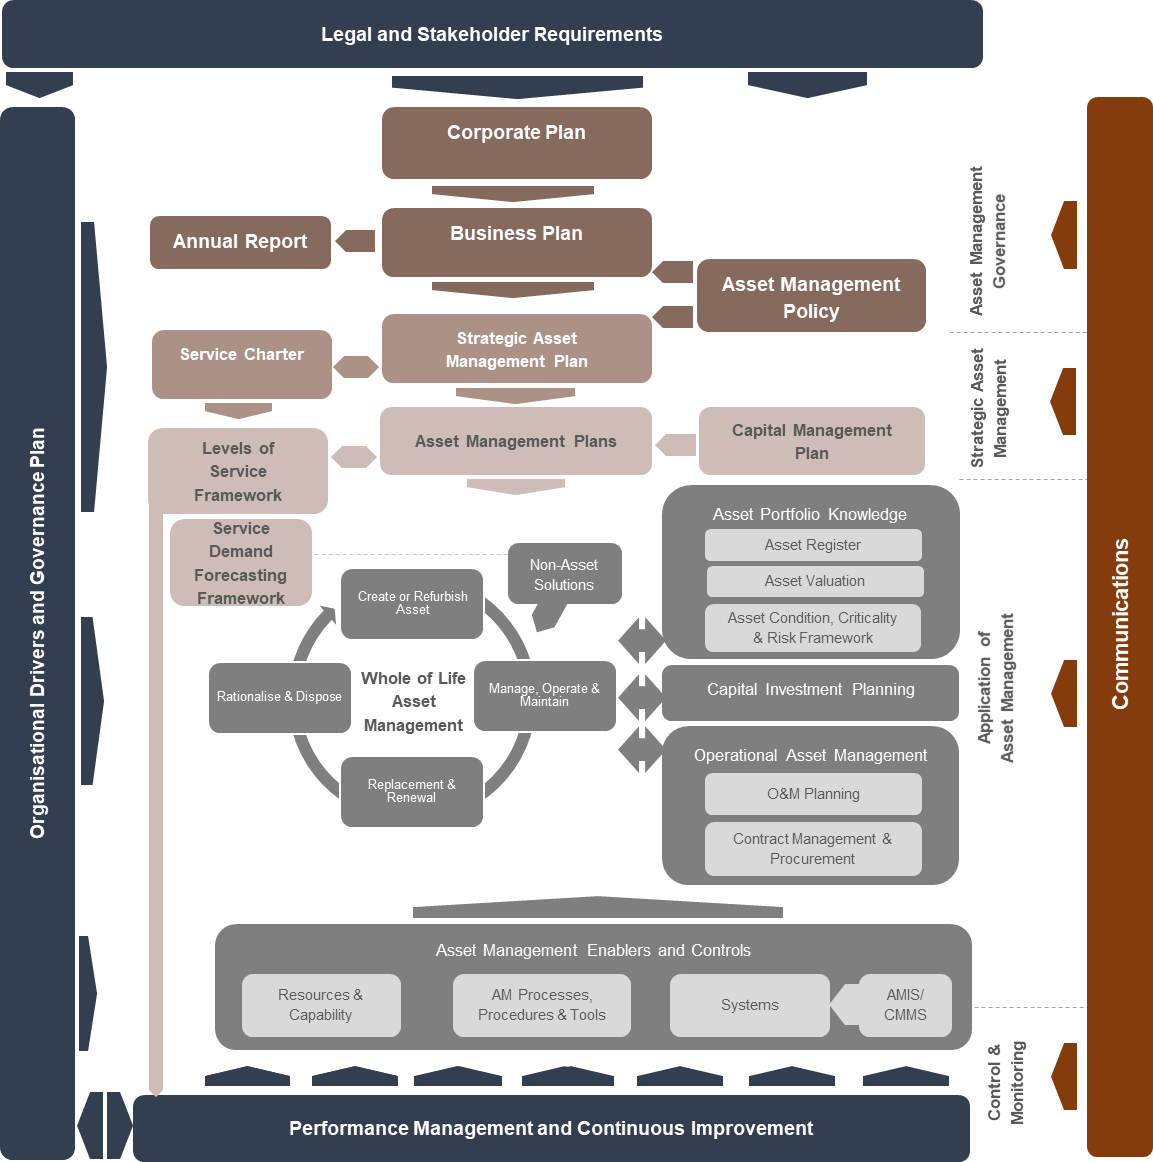 Legal and Stakeholder Requirements
Corporate Plan
Business Plan
Annual Report
Asset Management
Policy
Strategic Asset
Management Plan
Service Charter
Asset Management Plans
Capital Management
Plan
Levels of
Service
Framework
Service
Demand
Forecasting
Framework
Non-Asset
Solutions
Create or Refurbish
Asset
Rationalise & Dispose
Whole of Life
Asset
Management
Manage, Operate &
Maintain
Replacement &
Renewal
Asset Portfolio Knowledge
Asset Register
Asset Valuation
Asset Condition, Criticality
& Risk Framework
Capital Investment Planning
Operational Asset Management
O&M Planning
Contract Management &
Procurement
Asset Management Enablers and Controls
Resources &
Capability
AM Processes,
Procedures & Tools
Systems
AMIS/
CMMS
Performance Management and Continuous Improvement
Organisational Drivers and Governance Plan
Asset Management
Governance
Strategic Asset
Management
Application of
Asset Management
Control &
Monitoring
Communications